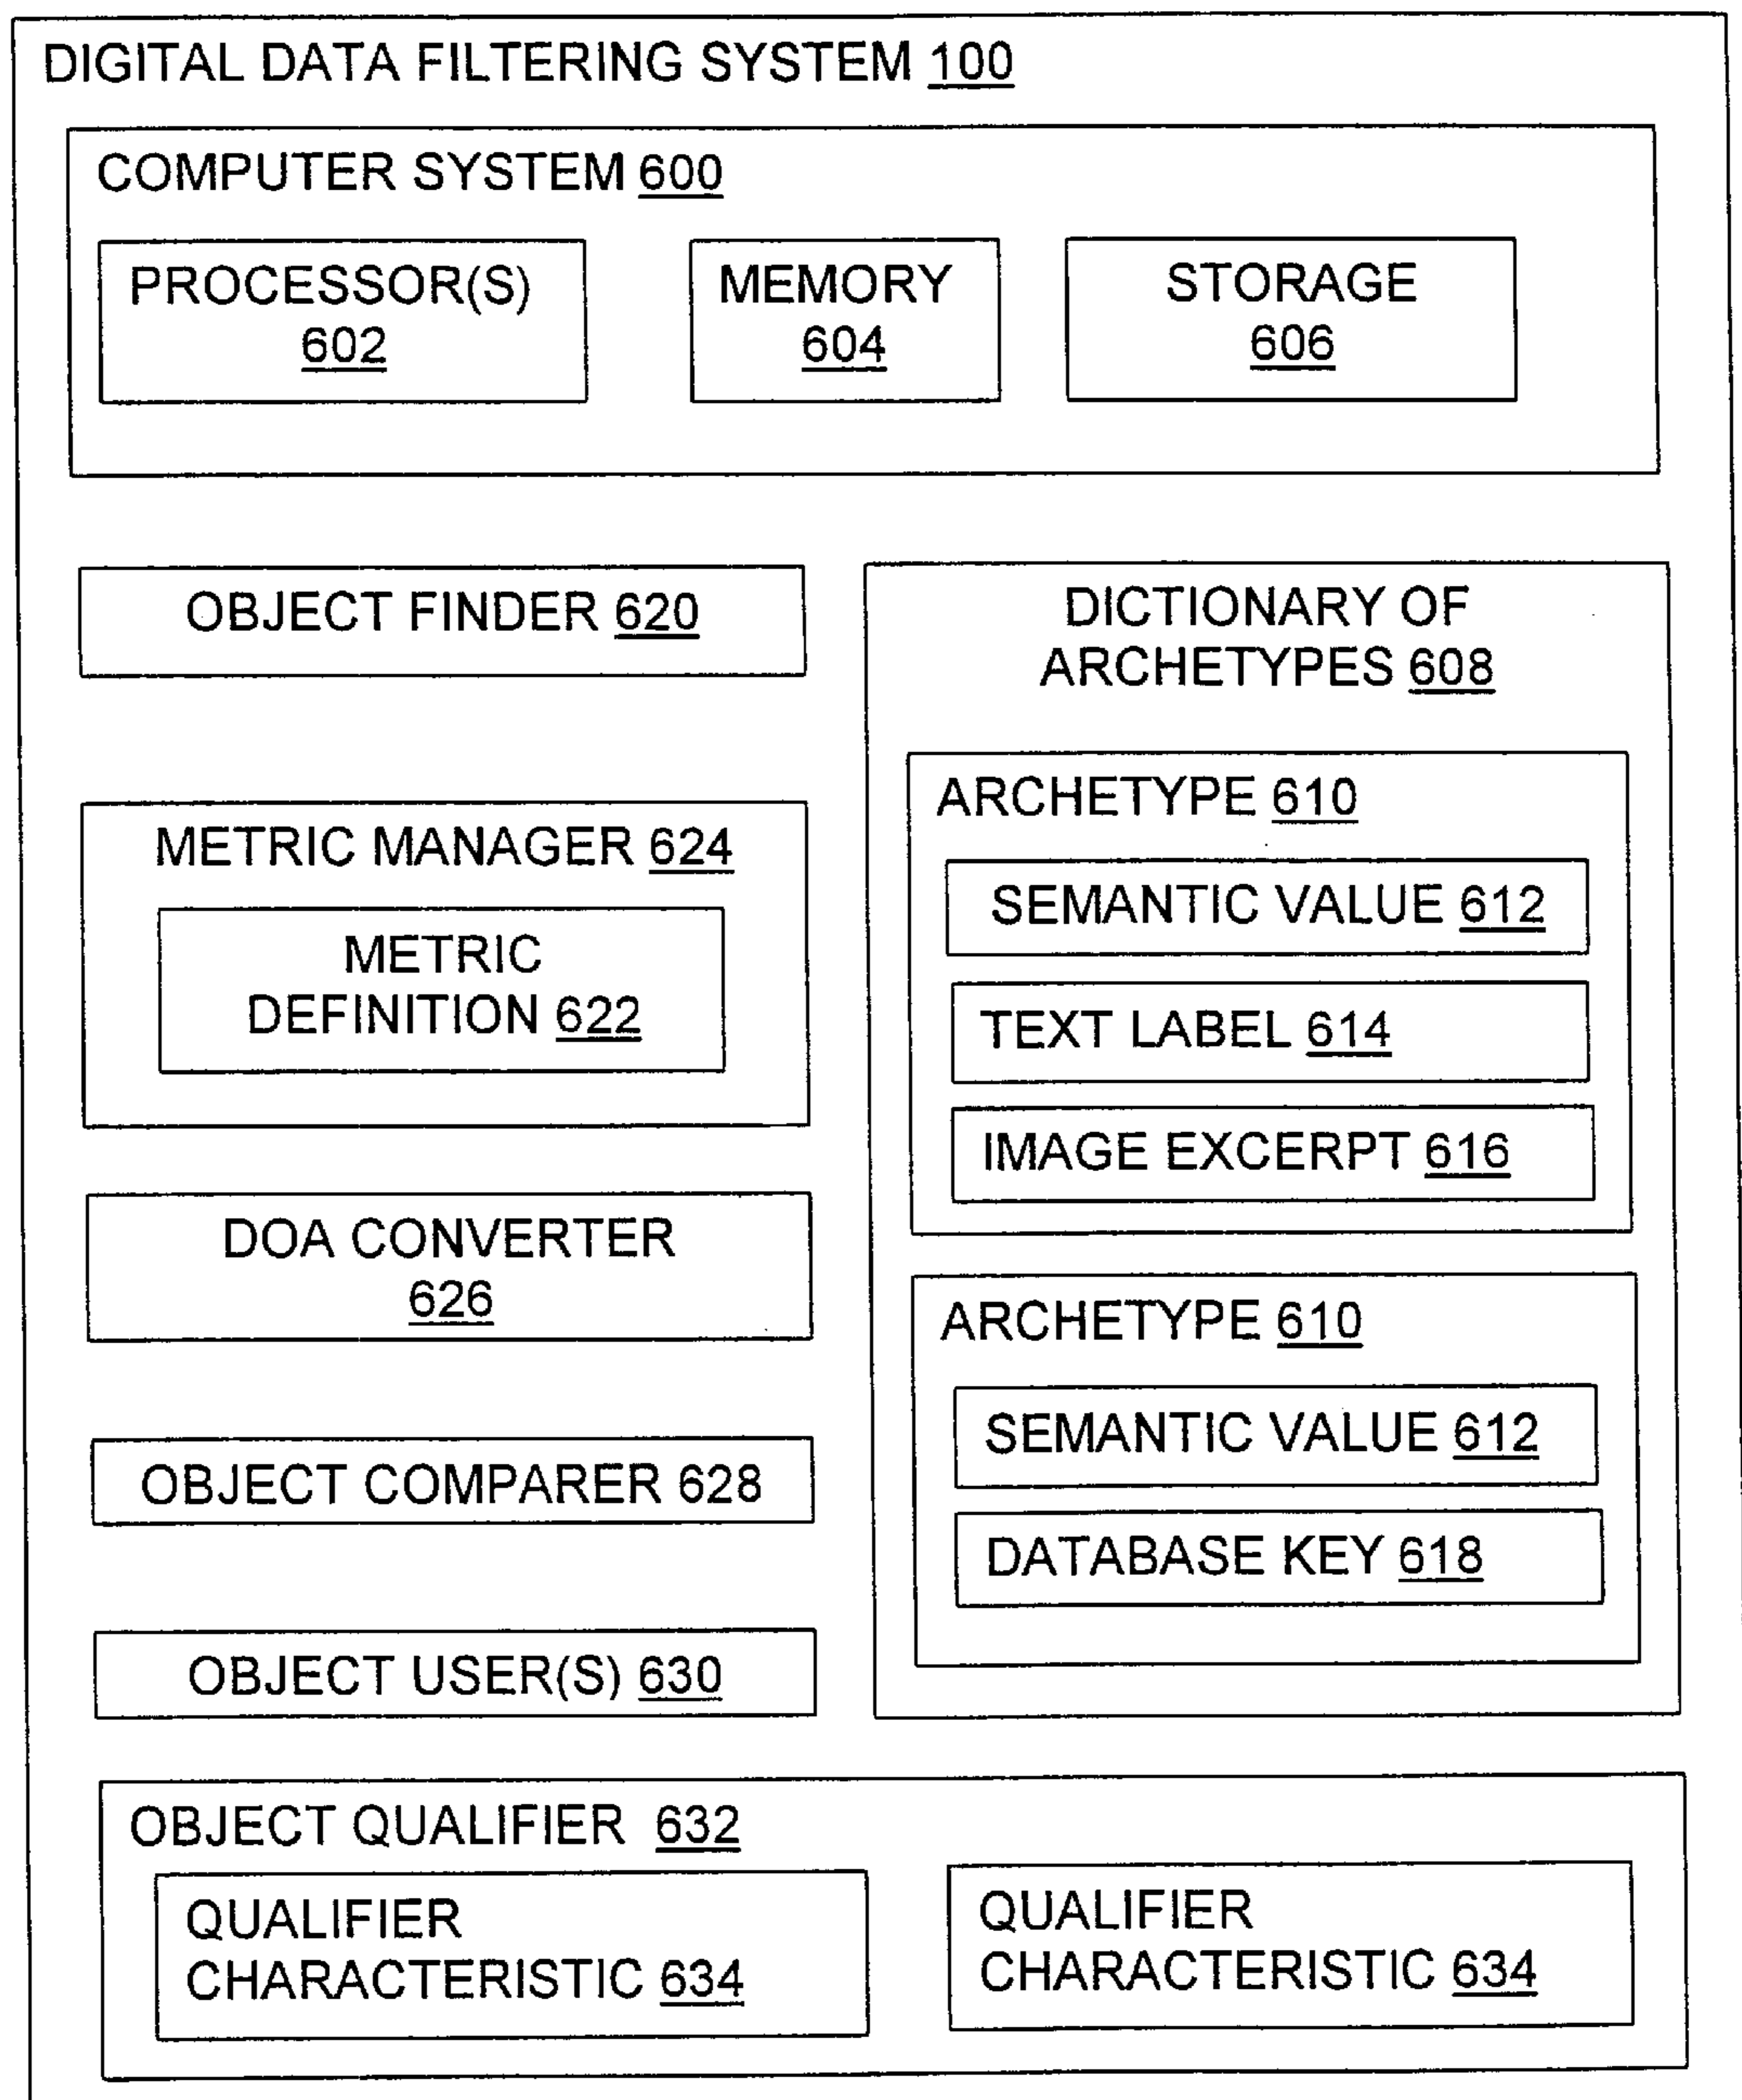 DIGITAL DATA FILTERING SYSTEM 100
COMPUTER SYSTEM 600
PROCESSOR(S)
602
MEMORY
604
STORAGE
606
OBJECT FINDER 620
METRIC MANAGER 624
METRIC
DEFINITION 622
DOA CONVERTER
626
OBJECT COMPARER 628
OBJECT USER(S) 630
DICTIONARY OF
ARCHETYPES 608
ARCHETYPE 610
SEMANTIC VALUE 612
TEXT LABEL 614
IMAGE EXCERPT 616
ARCHETYPE 610
SEMANTIC VALUE 612
DATABASE KEY 618
OBJECT QUALIFIER 632
QUALIFIER
CHARACTERISTIC 634
QUALIFIER
CHARACTERISTIC 634